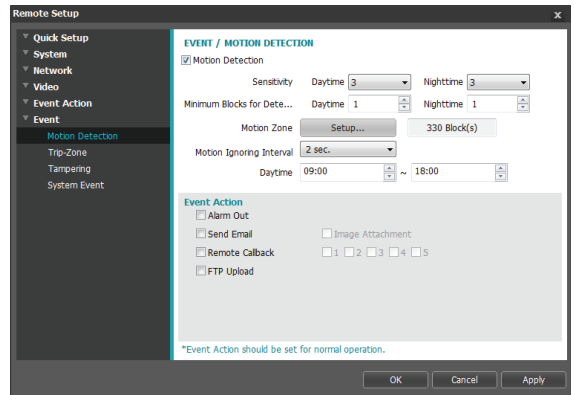 Remote Setup x
Quick Setup
System
Network
Video
Event Action
Event
Motion Detection
Trip-Zone
Tampering
System Event
EVENT / MOTION DETECTION
Motion Detection
Sensitivity Daytime 3 Nighttime 3
Minimum Blocks for Dete... Daytime 1 Nighttime 1
Motion Zone Setup... 330 Block(s)
Motion Ignoring Interval 2 sec.
Daytime 09:00 ~ 18:00
Event Action
Alarm Out
Send Email Image Attachment
Remote Callback 1 2 3 4 5
FTP Upload
*Event Action should be set for normal operation.
OK Cancel Apply